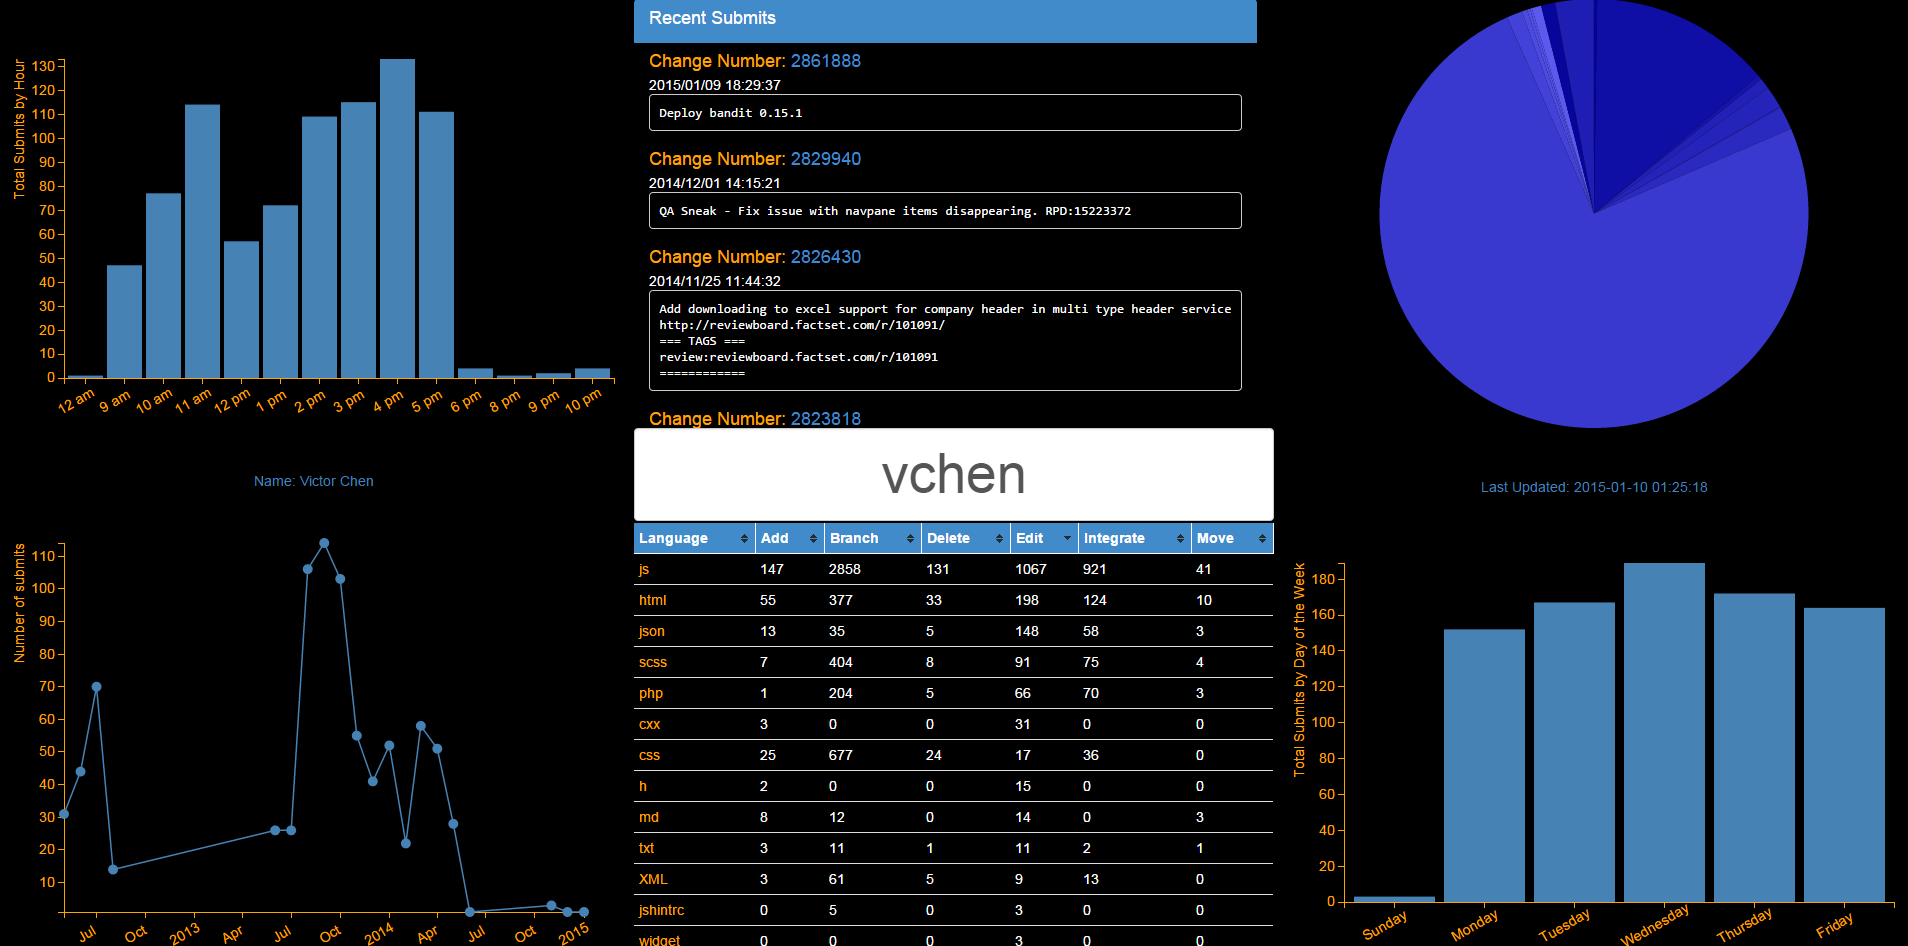 Total Submits by Hour
130
120
110
100
90
80
70
60
50
40
30
20
10
0
12 am 9 am 10 am 11 am 12 pm 1 pm 2 pm 3 pm 4 pm 5 pm 6 pm 8 pm 9 pm 10 pm
Name: Victor Chen
Number of submits
110
100
90
80
70
60
50
40
30
20
10
Jul Oct 2013 Apr Jul Oct 2014 Apr Jul Oct 2015
Recent Submits
Change Number: 2861888
2015/01/09 18:29:37
Deploy bandit 0.15.1
Change Number: 2829940
2014/12/01 14:15:21
QA Sneak - Fix issue with navpane items disappearing. RPD:15223372
Change Number: 2826430
2014/11/25 11:44:32
Add downloading to excel support for company header in multi type header service
http://reviewboard.factset.com/r/101091/
=== TAGS ===
review:reviewboard.factset.com/r/101091
============
Change Number: 2823818
vchen
Language Add Branch Delete Edit Integrate Move
js 147 2858 131 1067 921 41
html 55 377 33 198 124 10
json 13 35 5 148 58 3
scss 7 404 8 91 75 4
php 1 204 5 66 70 3
cxx 3 0 0 31 0 0
css 25 677 24 17 36 0
h 2 0 0 15 0 0
md 8 12 0 14 0 3
txt 3 11 1 11 2 1
XML 3 61 5 9 13 0
jshintrc 0 5 0 3 0 0
widget 0 0 0 3 0 0
Last Updated: 2015-01-10 01:25:18
Total Submits by Day of the Week
180
160
140
120
100
80
60
40
20
0
Sunday Monday Tuesday Wednesday Thursday Friday